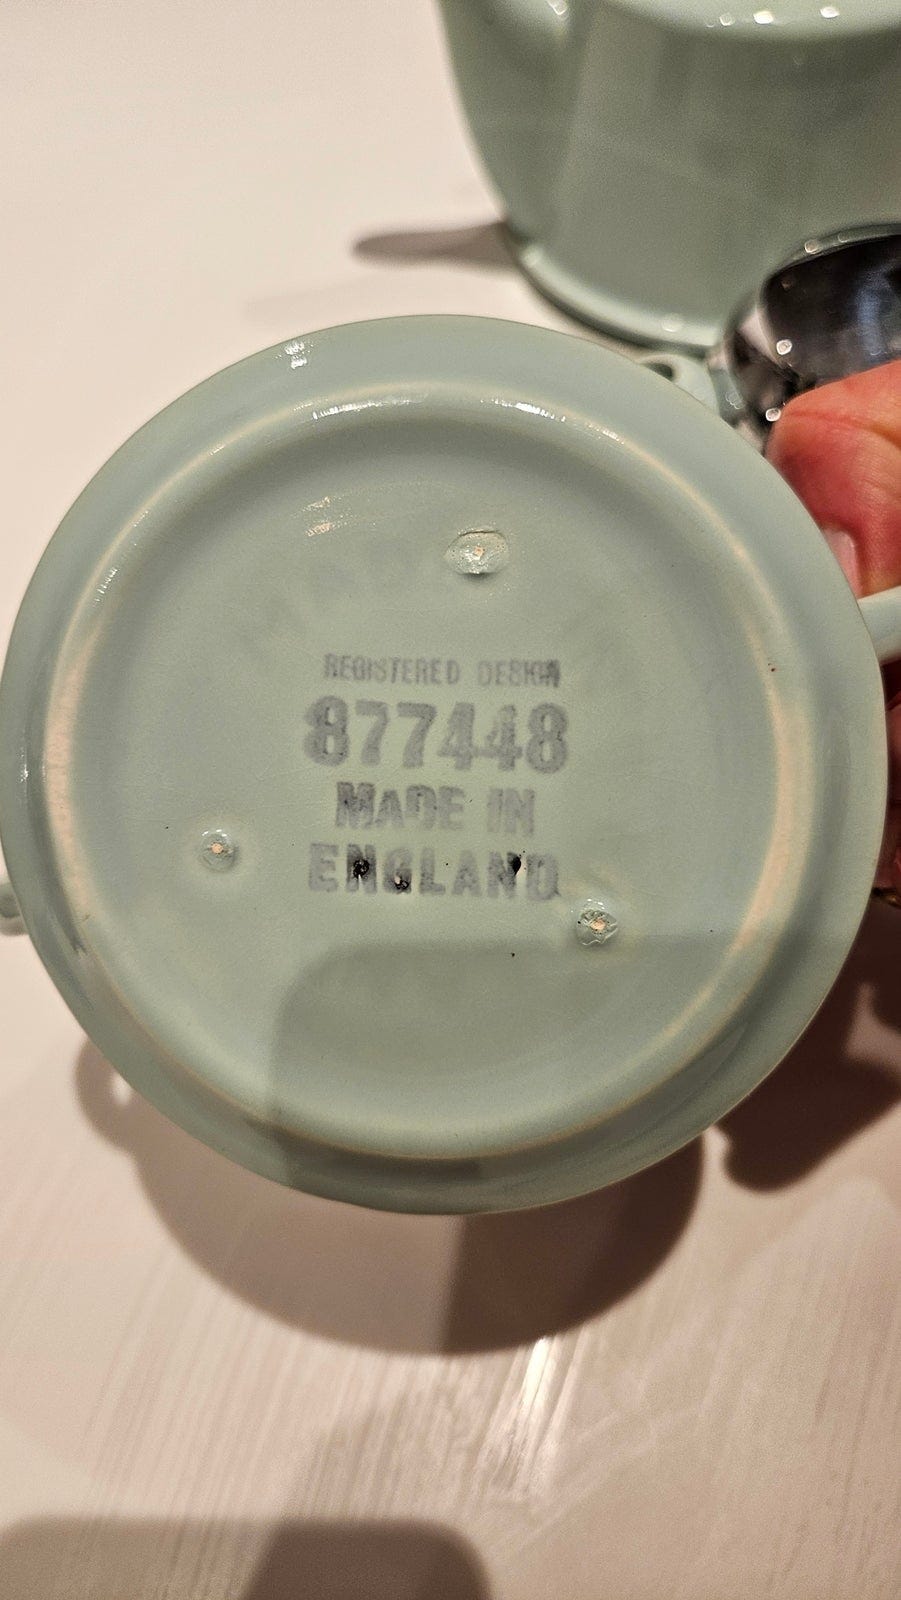 REGISTERED DESIGN
877448
MADE IN
ENGLAND